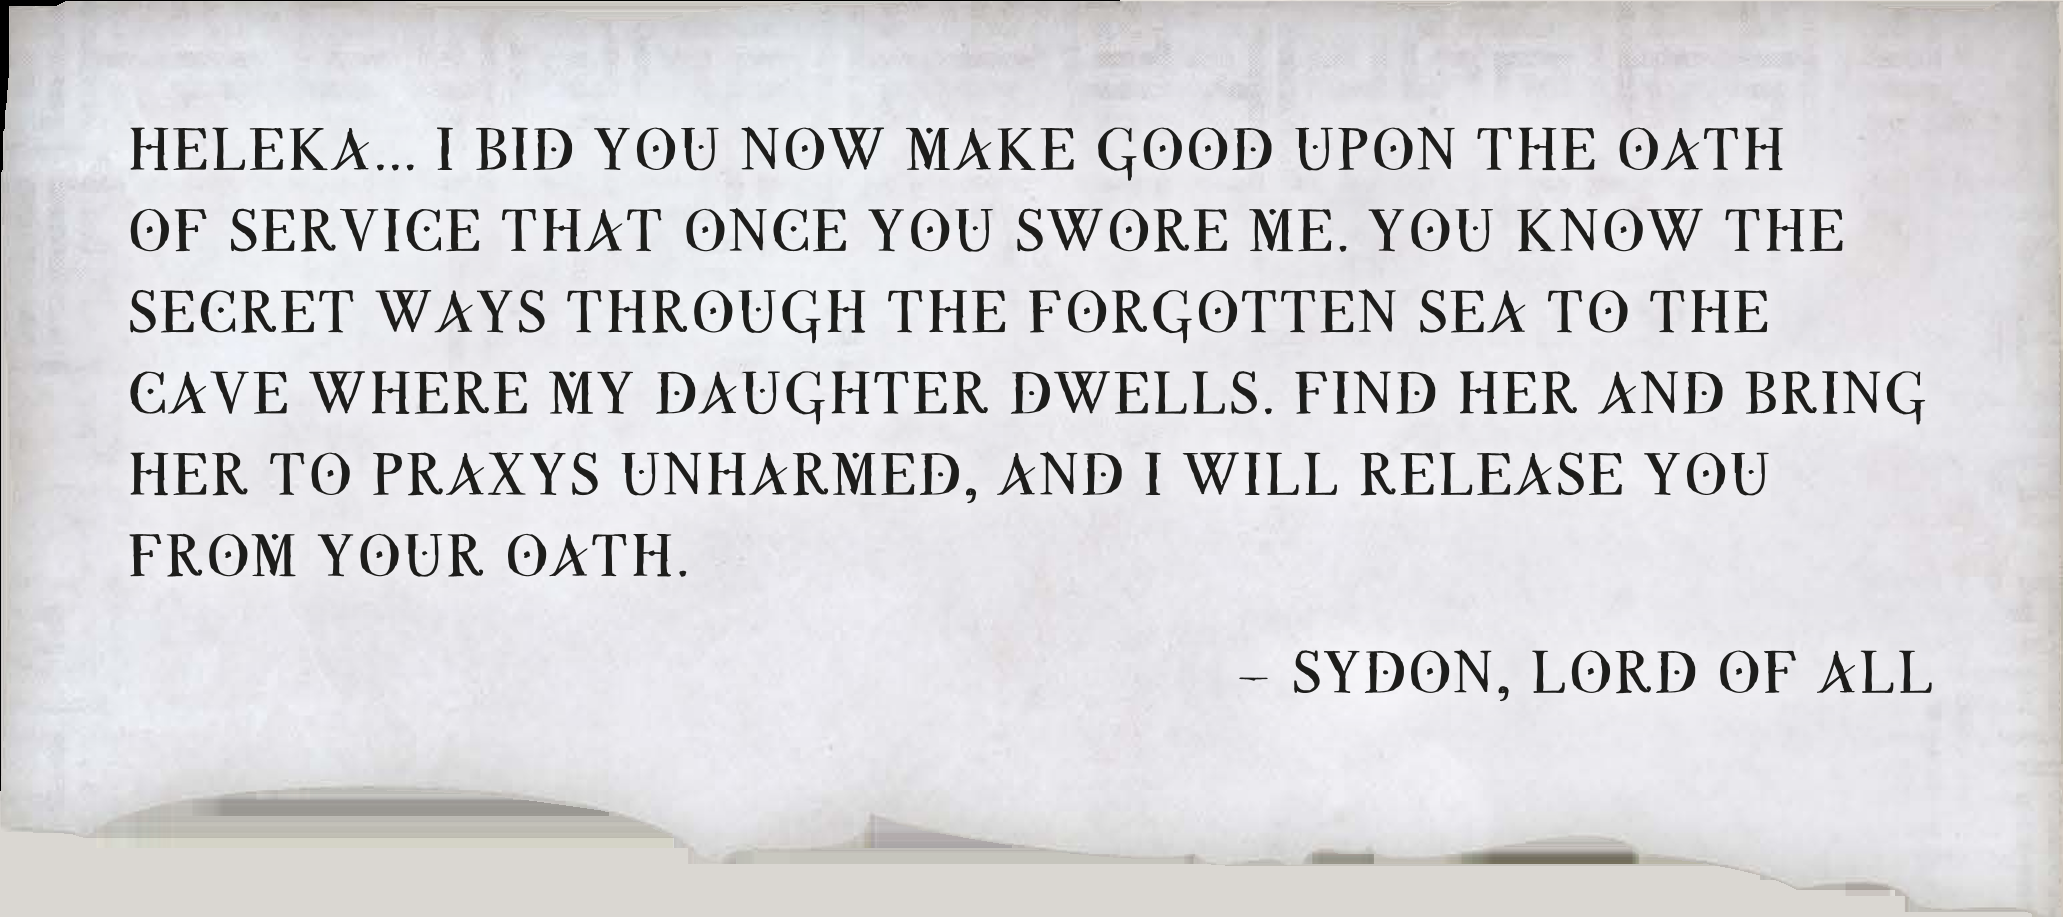 HELEKA... I BID YOU NOW MAKE GOOD UPON THE OATH
OF SERVICE THAT ONCE YOU SWORE ME. YOU KNOW THE
SECRET WAYS THROUGH THE FORGOTTEN SEA TO THE
CAVE WHERE MY DAUGHTER DWELLS. FIND HER AND BRING
HER TO PRAXYS UNHARMED, AND I WILL RELEASE YOU
FROM YOUR OATH.
– SYDON, LORD OF ALL